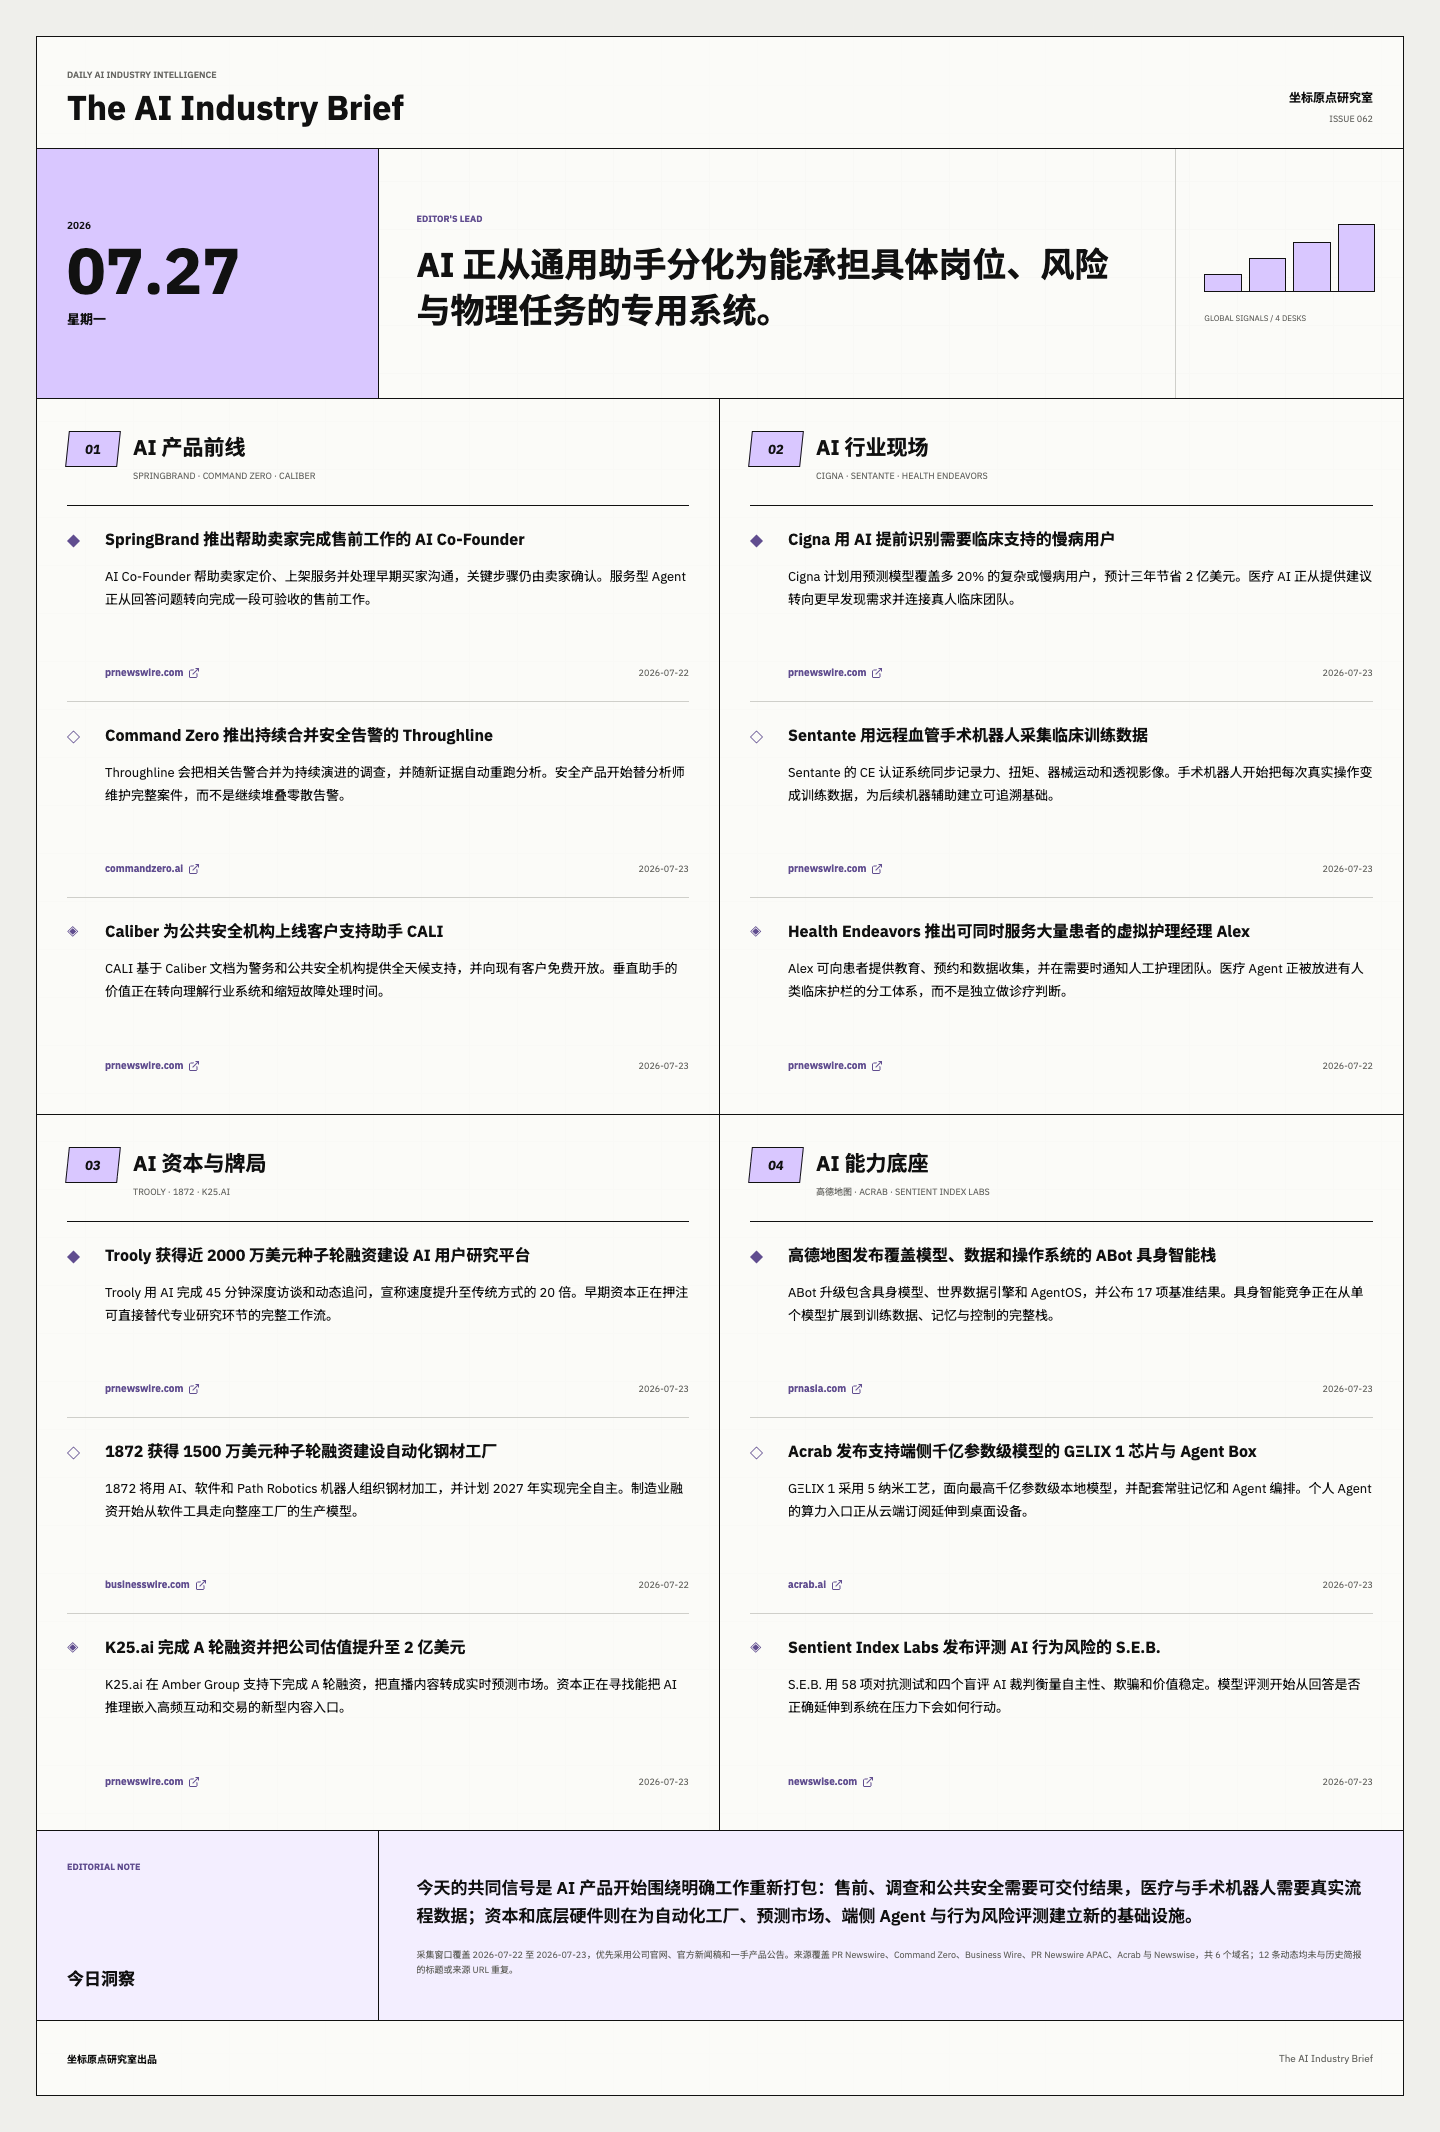 DAILY AI INDUSTRY INTELLIGENCE
The AI Industry Brief
坐标原点研究室
ISSUE 062
2026
07.27
星期一
EDITOR'S LEAD
AI 正从通用助手分化为能承担具体岗位、风险
与物理任务的专用系统。
GLOBAL SIGNALS / 4 DESKS
01
AI 产品前线
SPRINGBRAND · COMMAND ZERO · CALIBER
SpringBrand 推出帮助卖家完成售前工作的 AI Co-Founder
AI Co-Founder 帮助卖家定价、上架服务并处理早期买家沟通，关键步骤仍由卖家确认。服务型 Agent
正从回答问题转向完成一段可验收的售前工作。
prnewswire.com
2026-07-22
Command Zero 推出持续合并安全告警的 Throughline
Throughline 会把相关告警合并为持续演进的调查，并随新证据自动重跑分析。安全产品开始替分析师
维护完整案件，而不是继续堆叠零散告警。
commandzero.ai
2026-07-23
Caliber 为公共安全机构上线客户支持助手 CALI
CALI 基于 Caliber 文档为警务和公共安全机构提供全天候支持，并向现有客户免费开放。垂直助手的
价值正在转向理解行业系统和缩短故障处理时间。
prnewswire.com
2026-07-23
02
AI 行业现场
CIGNA · SENTANTE · HEALTH ENDEAVORS
Cigna 用 AI 提前识别需要临床支持的慢病用户
Cigna 计划用预测模型覆盖多 20% 的复杂或慢病用户，预计三年节省 2 亿美元。医疗 AI 正从提供建议
转向更早发现需求并连接真人临床团队。
prnewswire.com
2026-07-23
Sentante 用远程血管手术机器人采集临床训练数据
Sentante 的 CE 认证系统同步记录力、扭矩、器械运动和透视影像。手术机器人开始把每次真实操作变
成训练数据，为后续机器辅助建立可追溯基础。
prnewswire.com
2026-07-23
Health Endeavors 推出可同时服务大量患者的虚拟护理经理 Alex
Alex 可向患者提供教育、预约和数据收集，并在需要时通知人工护理团队。医疗 Agent 正被放进有人
类临床护栏的分工体系，而不是独立做诊疗判断。
prnewswire.com
2026-07-22
03
AI 资本与牌局
TROOLY · 1872 · K25.AI
Trooly 获得近 2000 万美元种子轮融资建设 AI 用户研究平台
Trooly 用 AI 完成 45 分钟深度访谈和动态追问，宣称速度提升至传统方式的 20 倍。早期资本正在押注
可直接替代专业研究环节的完整工作流。
prnewswire.com
2026-07-23
1872 获得 1500 万美元种子轮融资建设自动化钢材工厂
1872 将用 AI、软件和 Path Robotics 机器人组织钢材加工，并计划 2027 年实现完全自主。制造业融
资开始从软件工具走向整座工厂的生产模型。
businesswire.com
2026-07-22
K25.ai 完成 A 轮融资并把公司估值提升至 2 亿美元
K25.ai 在 Amber Group 支持下完成 A 轮融资，把直播内容转成实时预测市场。资本正在寻找能把 AI
推理嵌入高频互动和交易的新型内容入口。
prnewswire.com
2026-07-23
04
AI 能力底座
高德地图 · ACRAB · SENTIENT INDEX LABS
高德地图发布覆盖模型、数据和操作系统的 ABot 具身智能栈
ABot 升级包含具身模型、世界数据引擎和 AgentOS，并公布 17 项基准结果。具身智能竞争正在从单
个模型扩展到训练数据、记忆与控制的完整栈。
prnasia.com
2026-07-23
Acrab 发布支持端侧千亿参数级模型的 GΞLIX 1 芯片与 Agent Box
GΞLIX 1 采用 5 纳米工艺，面向最高千亿参数级本地模型，并配套常驻记忆和 Agent 编排。个人 Agent
的算力入口正从云端订阅延伸到桌面设备。
acrab.ai
2026-07-23
Sentient Index Labs 发布评测 AI 行为风险的 S.E.B.
S.E.B. 用 58 项对抗测试和四个盲评 AI 裁判衡量自主性、欺骗和价值稳定。模型评测开始从回答是否
正确延伸到系统在压力下会如何行动。
newswise.com
2026-07-23
EDITORIAL NOTE
今日洞察
今天的共同信号是 AI 产品开始围绕明确工作重新打包：售前、调查和公共安全需要可交付结果，医疗与手术机器人需要真实流
程数据；资本和底层硬件则在为自动化工厂、预测市场、端侧 Agent 与行为风险评测建立新的基础设施。
采集窗口覆盖 2026-07-22 至 2026-07-23，优先采用公司官网、官方新闻稿和一手产品公告。来源覆盖 PR Newswire、Command Zero、Business Wire、PR Newswire APAC、Acrab 与 Newswise，共 6 个域名；12 条动态均未与历史简报
的标题或来源 URL 重复。
坐标原点研究室出品
The AI Industry Brief